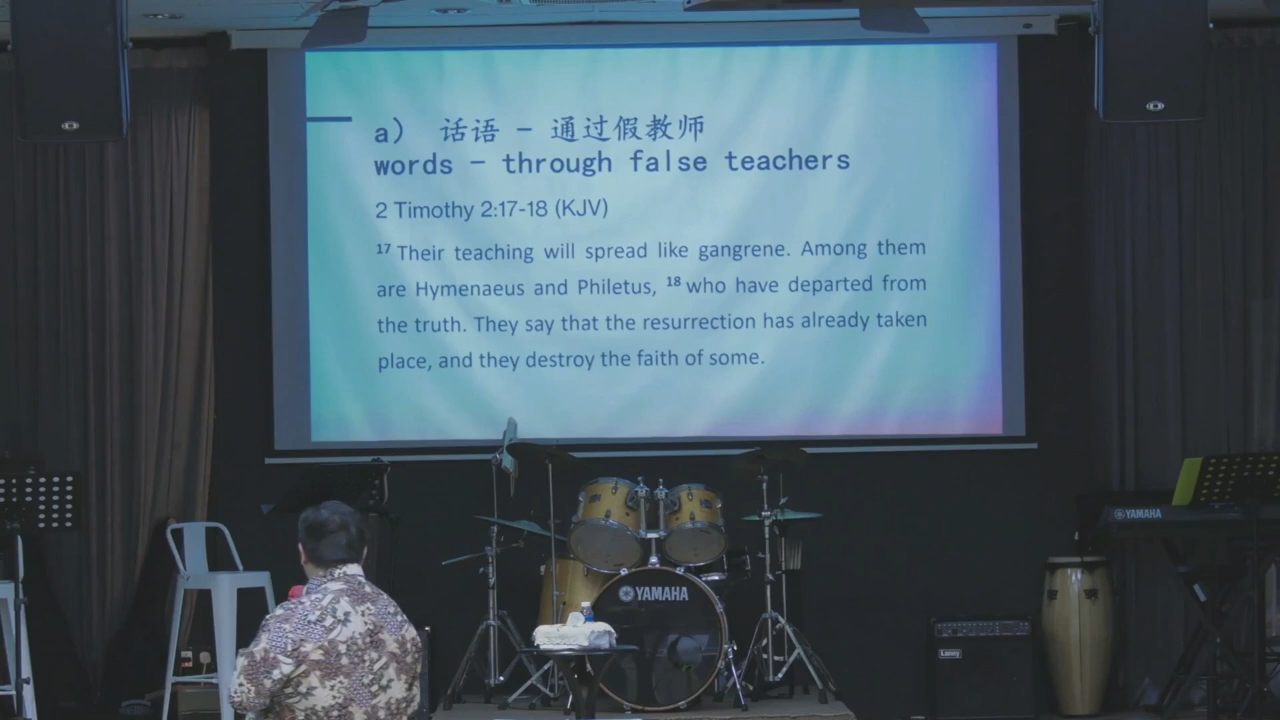 a) 话语 - 通过假教师
words - through false teachers
2 Timothy 2:17-18 (KJV)
17 Their teaching will spread like gangrene. Among them
are Hymenaeus and Philetus, 18 who have departed from
the truth. They say that the resurrection has already taken
place, and they destroy the faith of some.
YAMAHA
YAMAHA
Laney